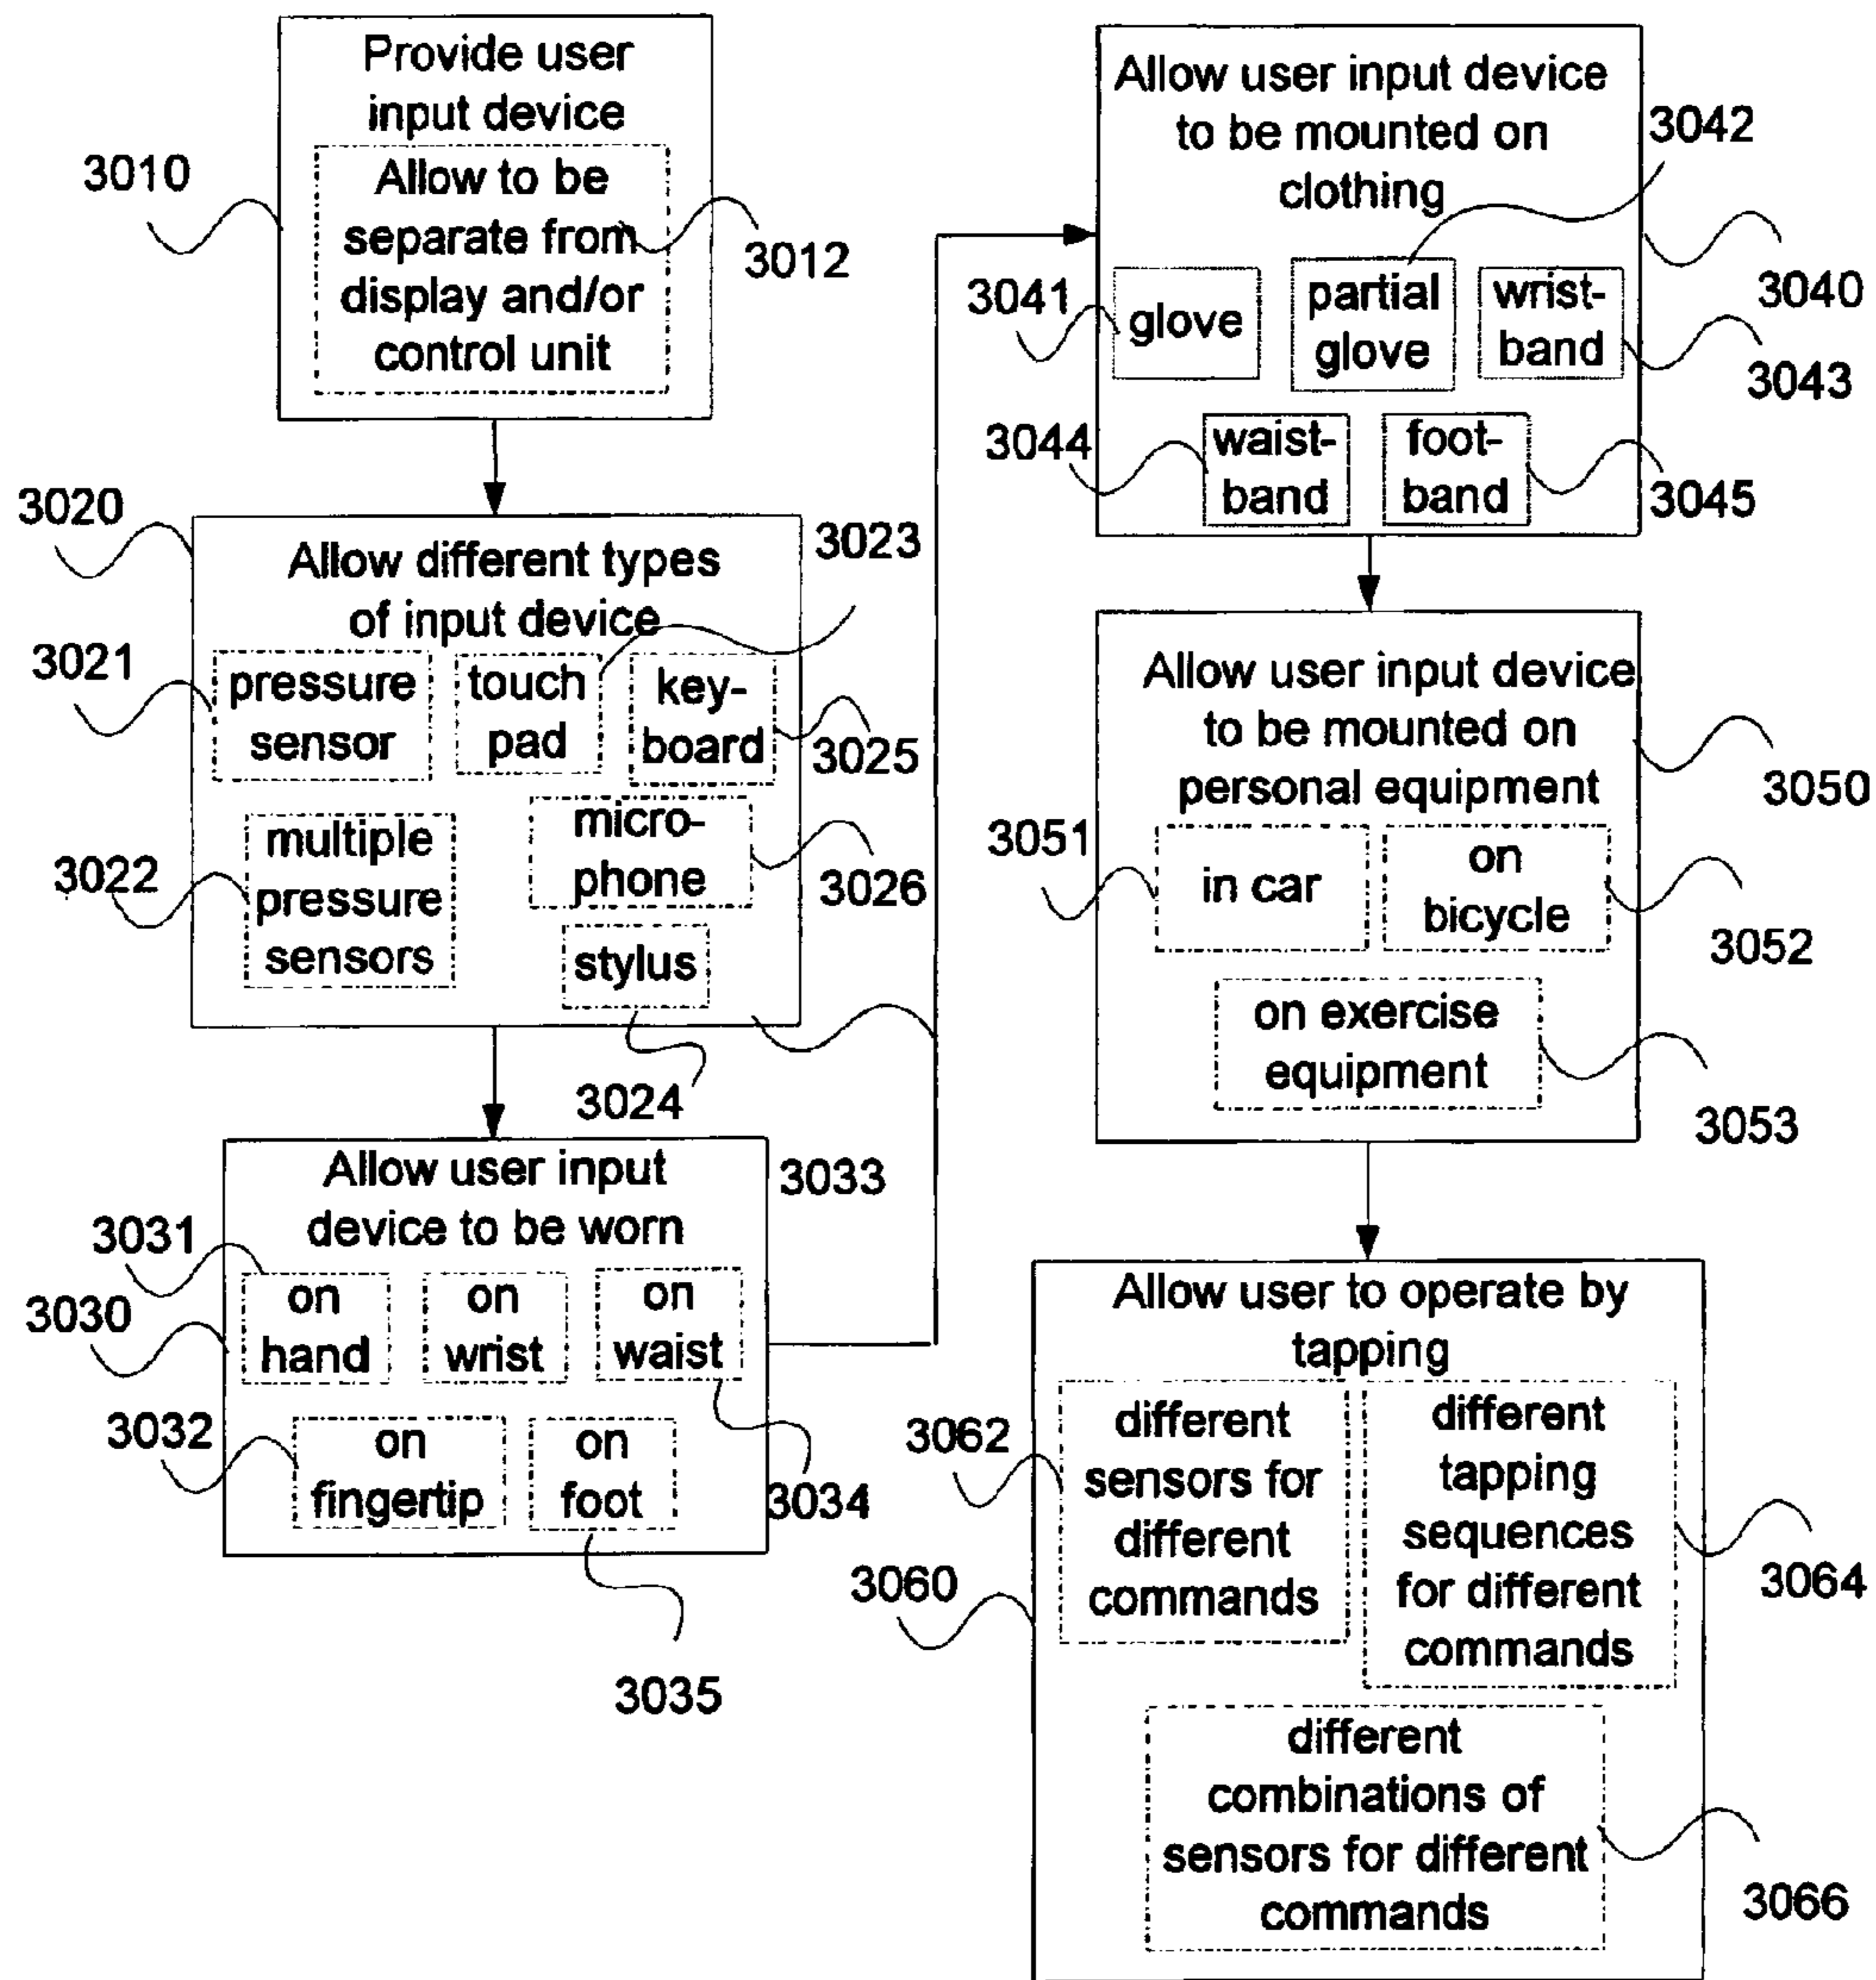 Provide user
input device
3010
Allow to be
separate from
display and/or
control unit
3012
3020
Allow different types
of input device
3023
3021
pressure
sensor
touch
pad
key-
board
3025
3022
multiple
pressure
sensors
micro-
phone
3026
stylus
3024
Allow user input
device to be worn
3033
3031
3030
on
hand
on
wrist
on
waist
3032
on
fingertip
on
foot
3034
3035
Allow user input device
to be mounted on
clothing
3042
3040
3041
glove
partial
glove
wrist-
band
3043
3044
waist-
band
foot-
band
3045
Allow user input device
to be mounted on
personal equipment
3050
3051
in car
on
bicycle
3052
on exercise
equipment
3053
Allow user to operate by
tapping
3062
different
sensors for
different
commands
different
tapping
sequences
for different
commands
3064
3060
different
combinations of
sensors for different
commands
3066